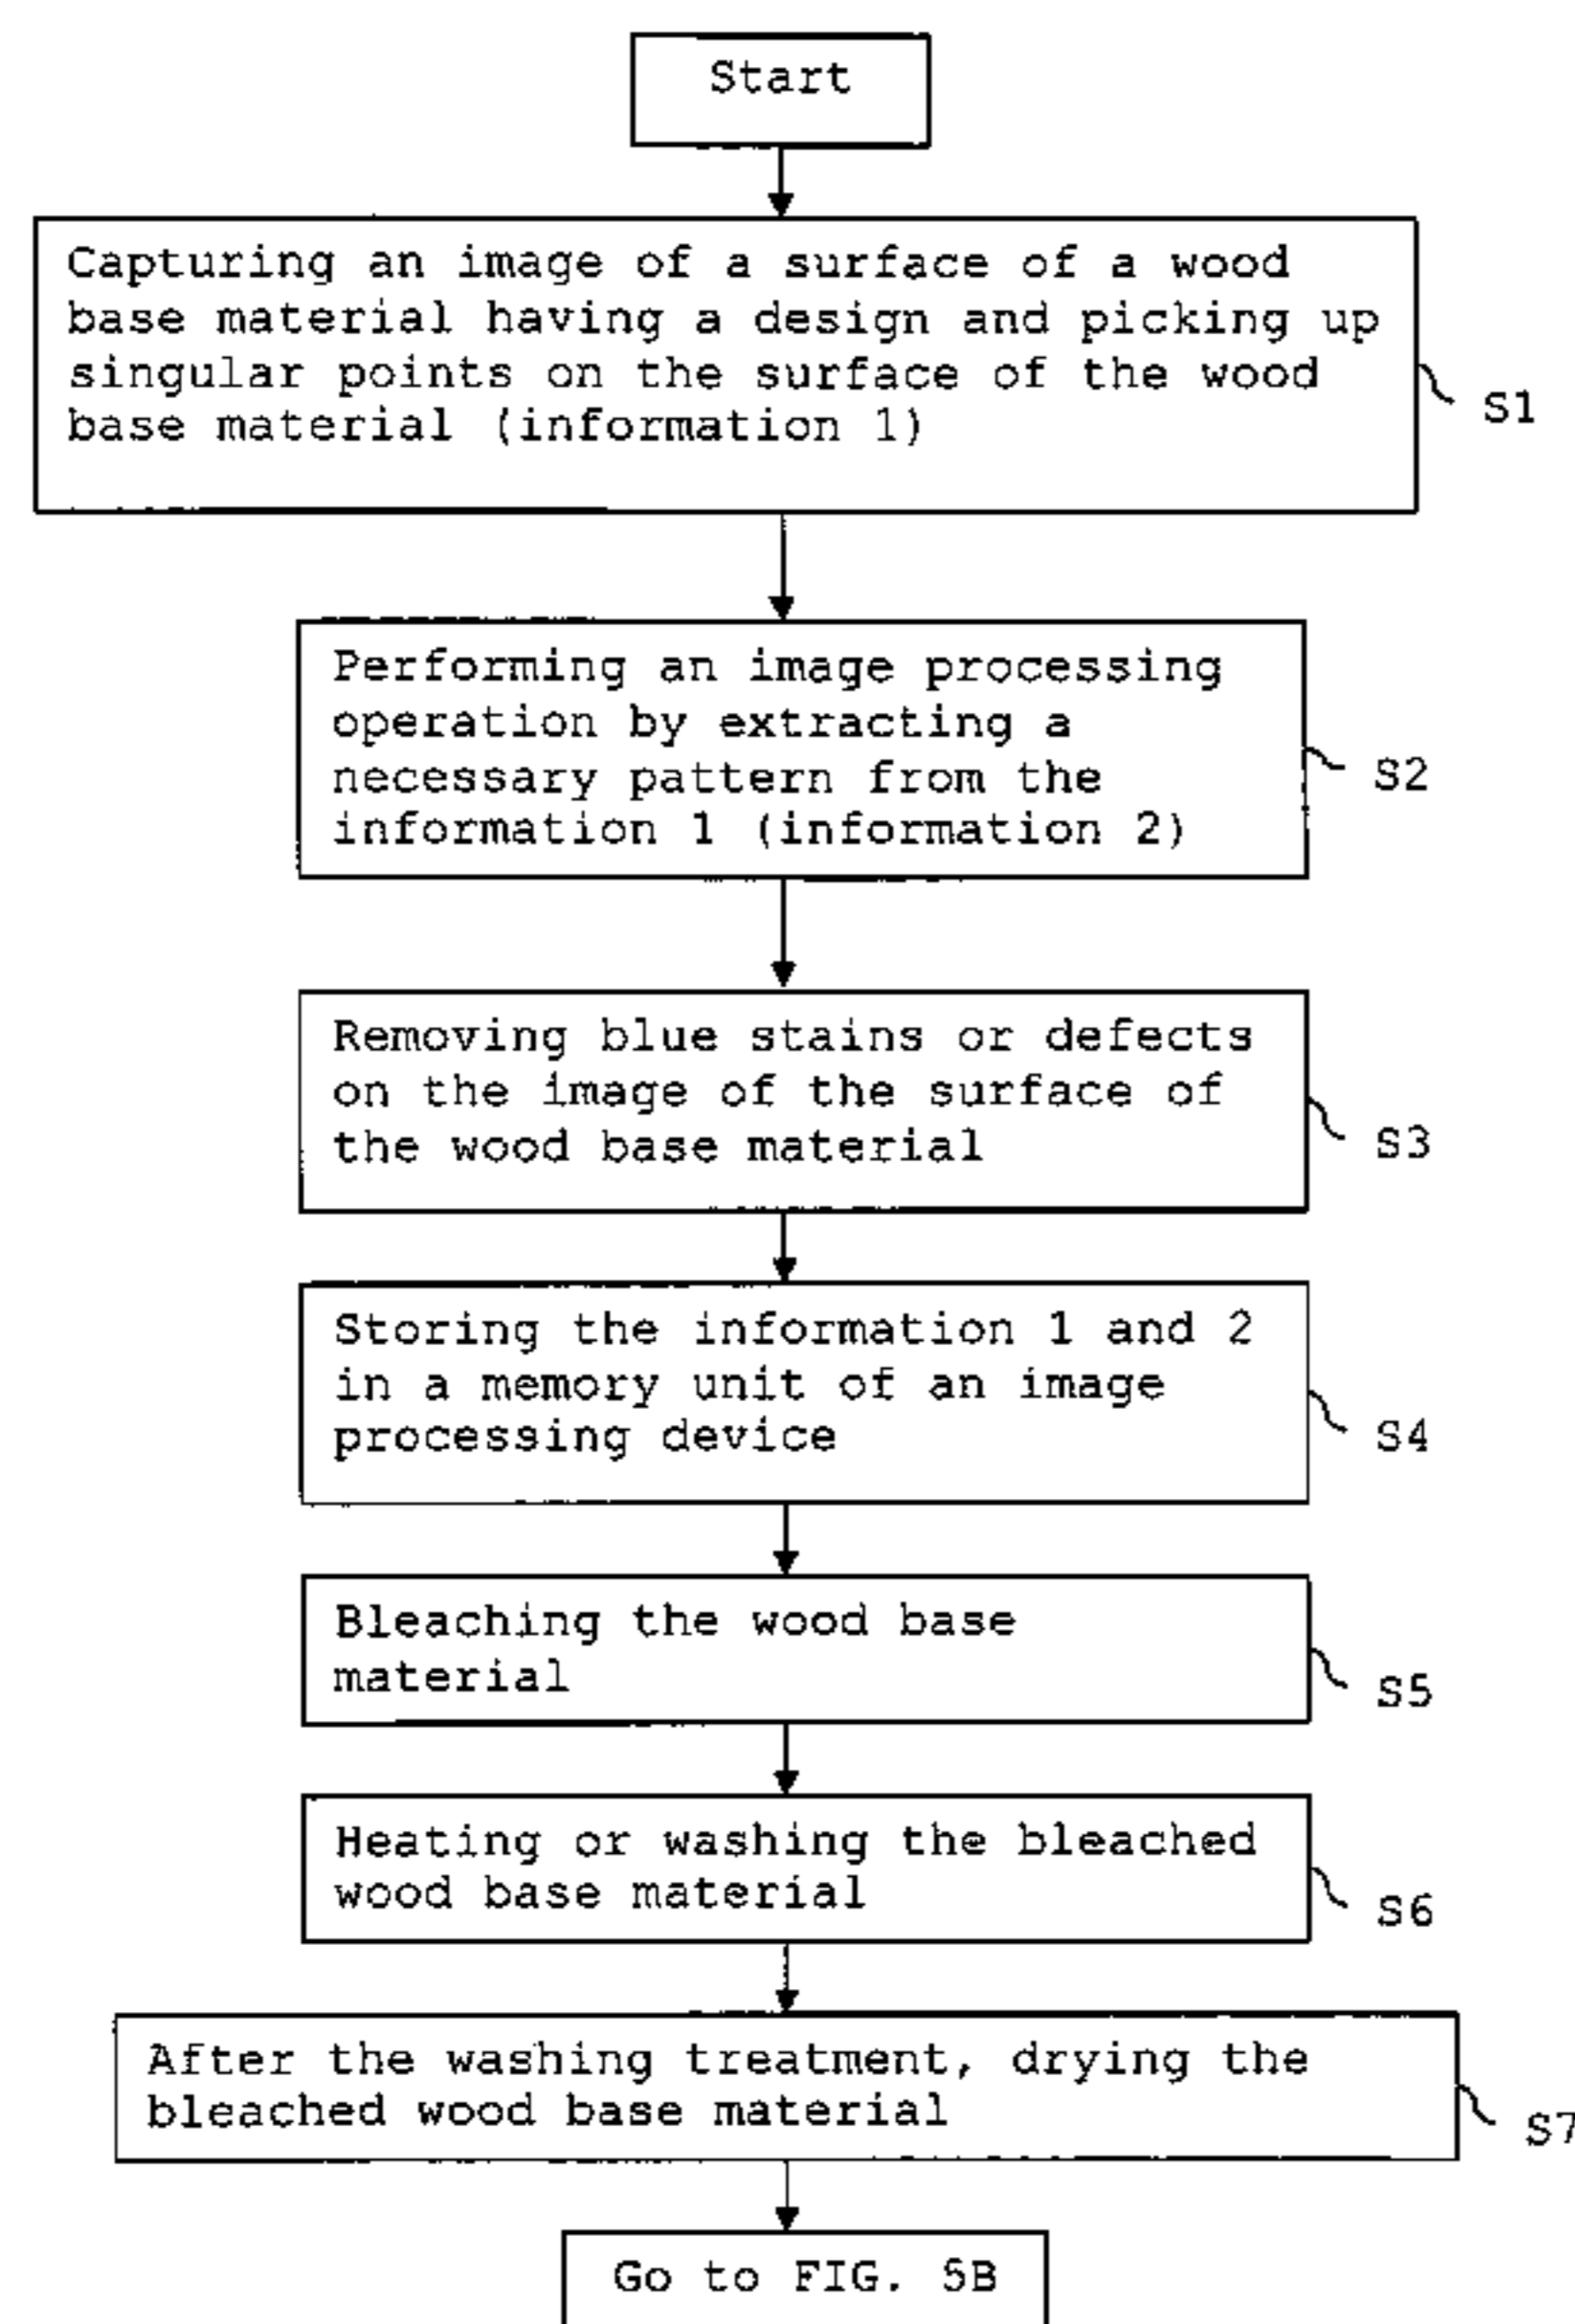 Start
Capturing an image of a surface of a wood
base material having a design and picking up
singular points on the surface of the wood
base material (information 1)
S1
Performing an image processing
operation by extracting a
necessary pattern from the
information 1 (information 2)
S2
Removing blue stains or defects
on the image of the surface of
the wood base material
S3
Storing the information 1 and 2
in a memory unit of an image
processing device
S4
Bleaching the wood base
material
S5
Heating or washing the bleached
wood base material
S6
After the washing treatment, drying the
bleached wood base material
S7
Go to FIG. 5B